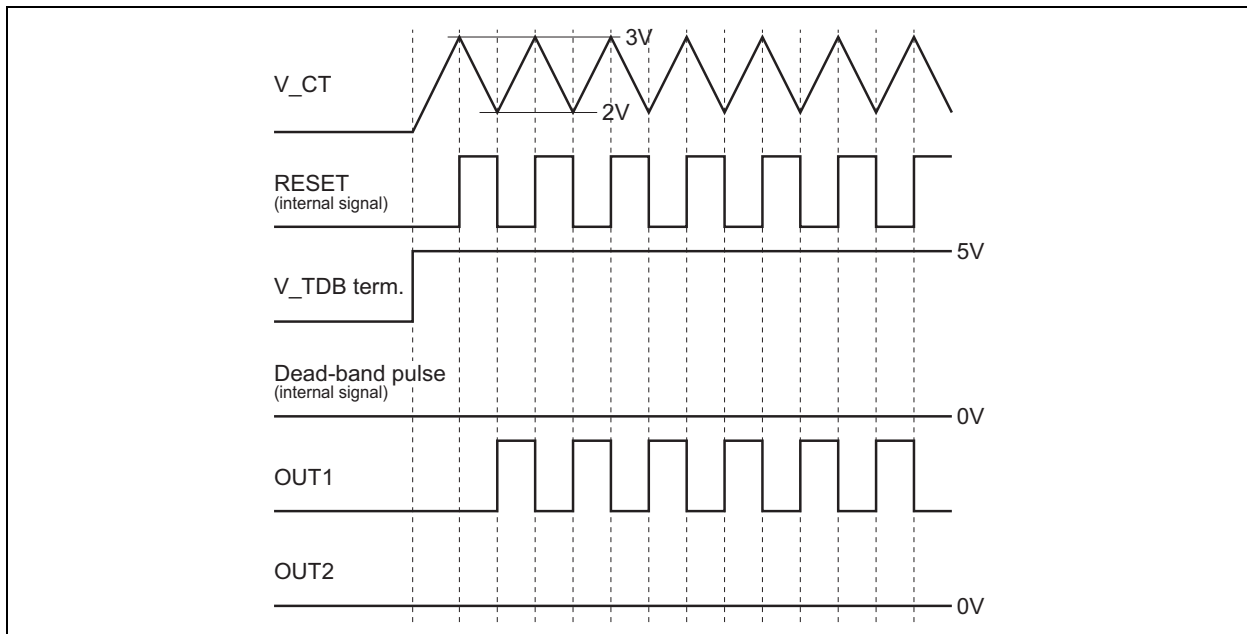 3V
V_CT
2V
RESET
(internal signal)
5V
V_TDB term.
Dead-band pulse
(internal signal)
0V
OUT1
OUT2
0V